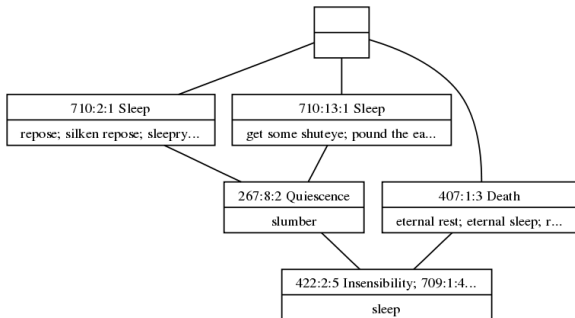 710:2:1 Sleep
repose; silken repose; sleepry...
710:13:1 Sleep
get some shuteye; pound the ea...
267:8:2 Quiescence
slumber
407:1:3 Death
eternal rest; eternal sleep; r...
422:2:5 Insensibility; 709:1:4...
sleep